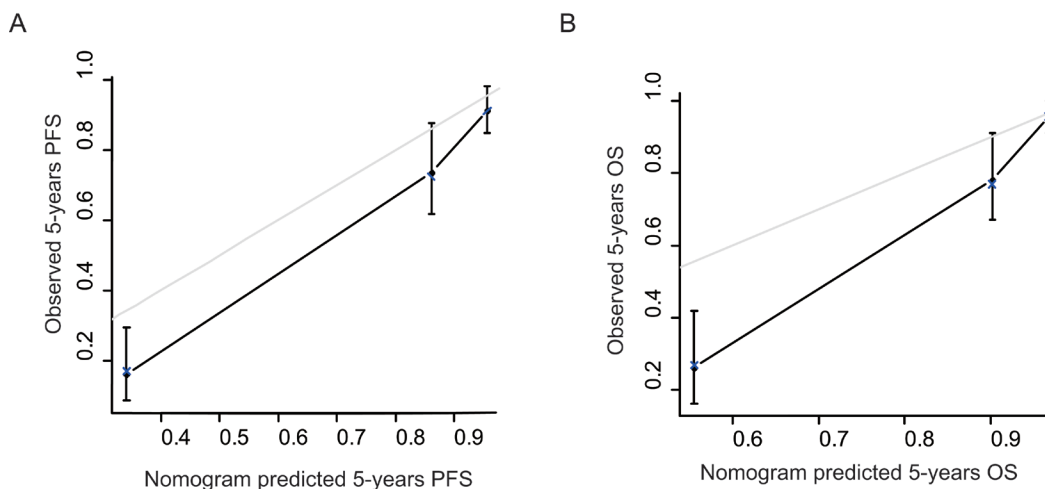 A
Observed 5-years PFS
1.0
0.8
0.6
0.4
0.2
0.4 0.5 0.6 0.7 0.8 0.9
Nomogram predicted 5-years PFS
B
Observed 5-years OS
1.0
0.8
0.6
0.4
0.2
0.6 0.7 0.8 0.9
Nomogram predicted 5-years OS